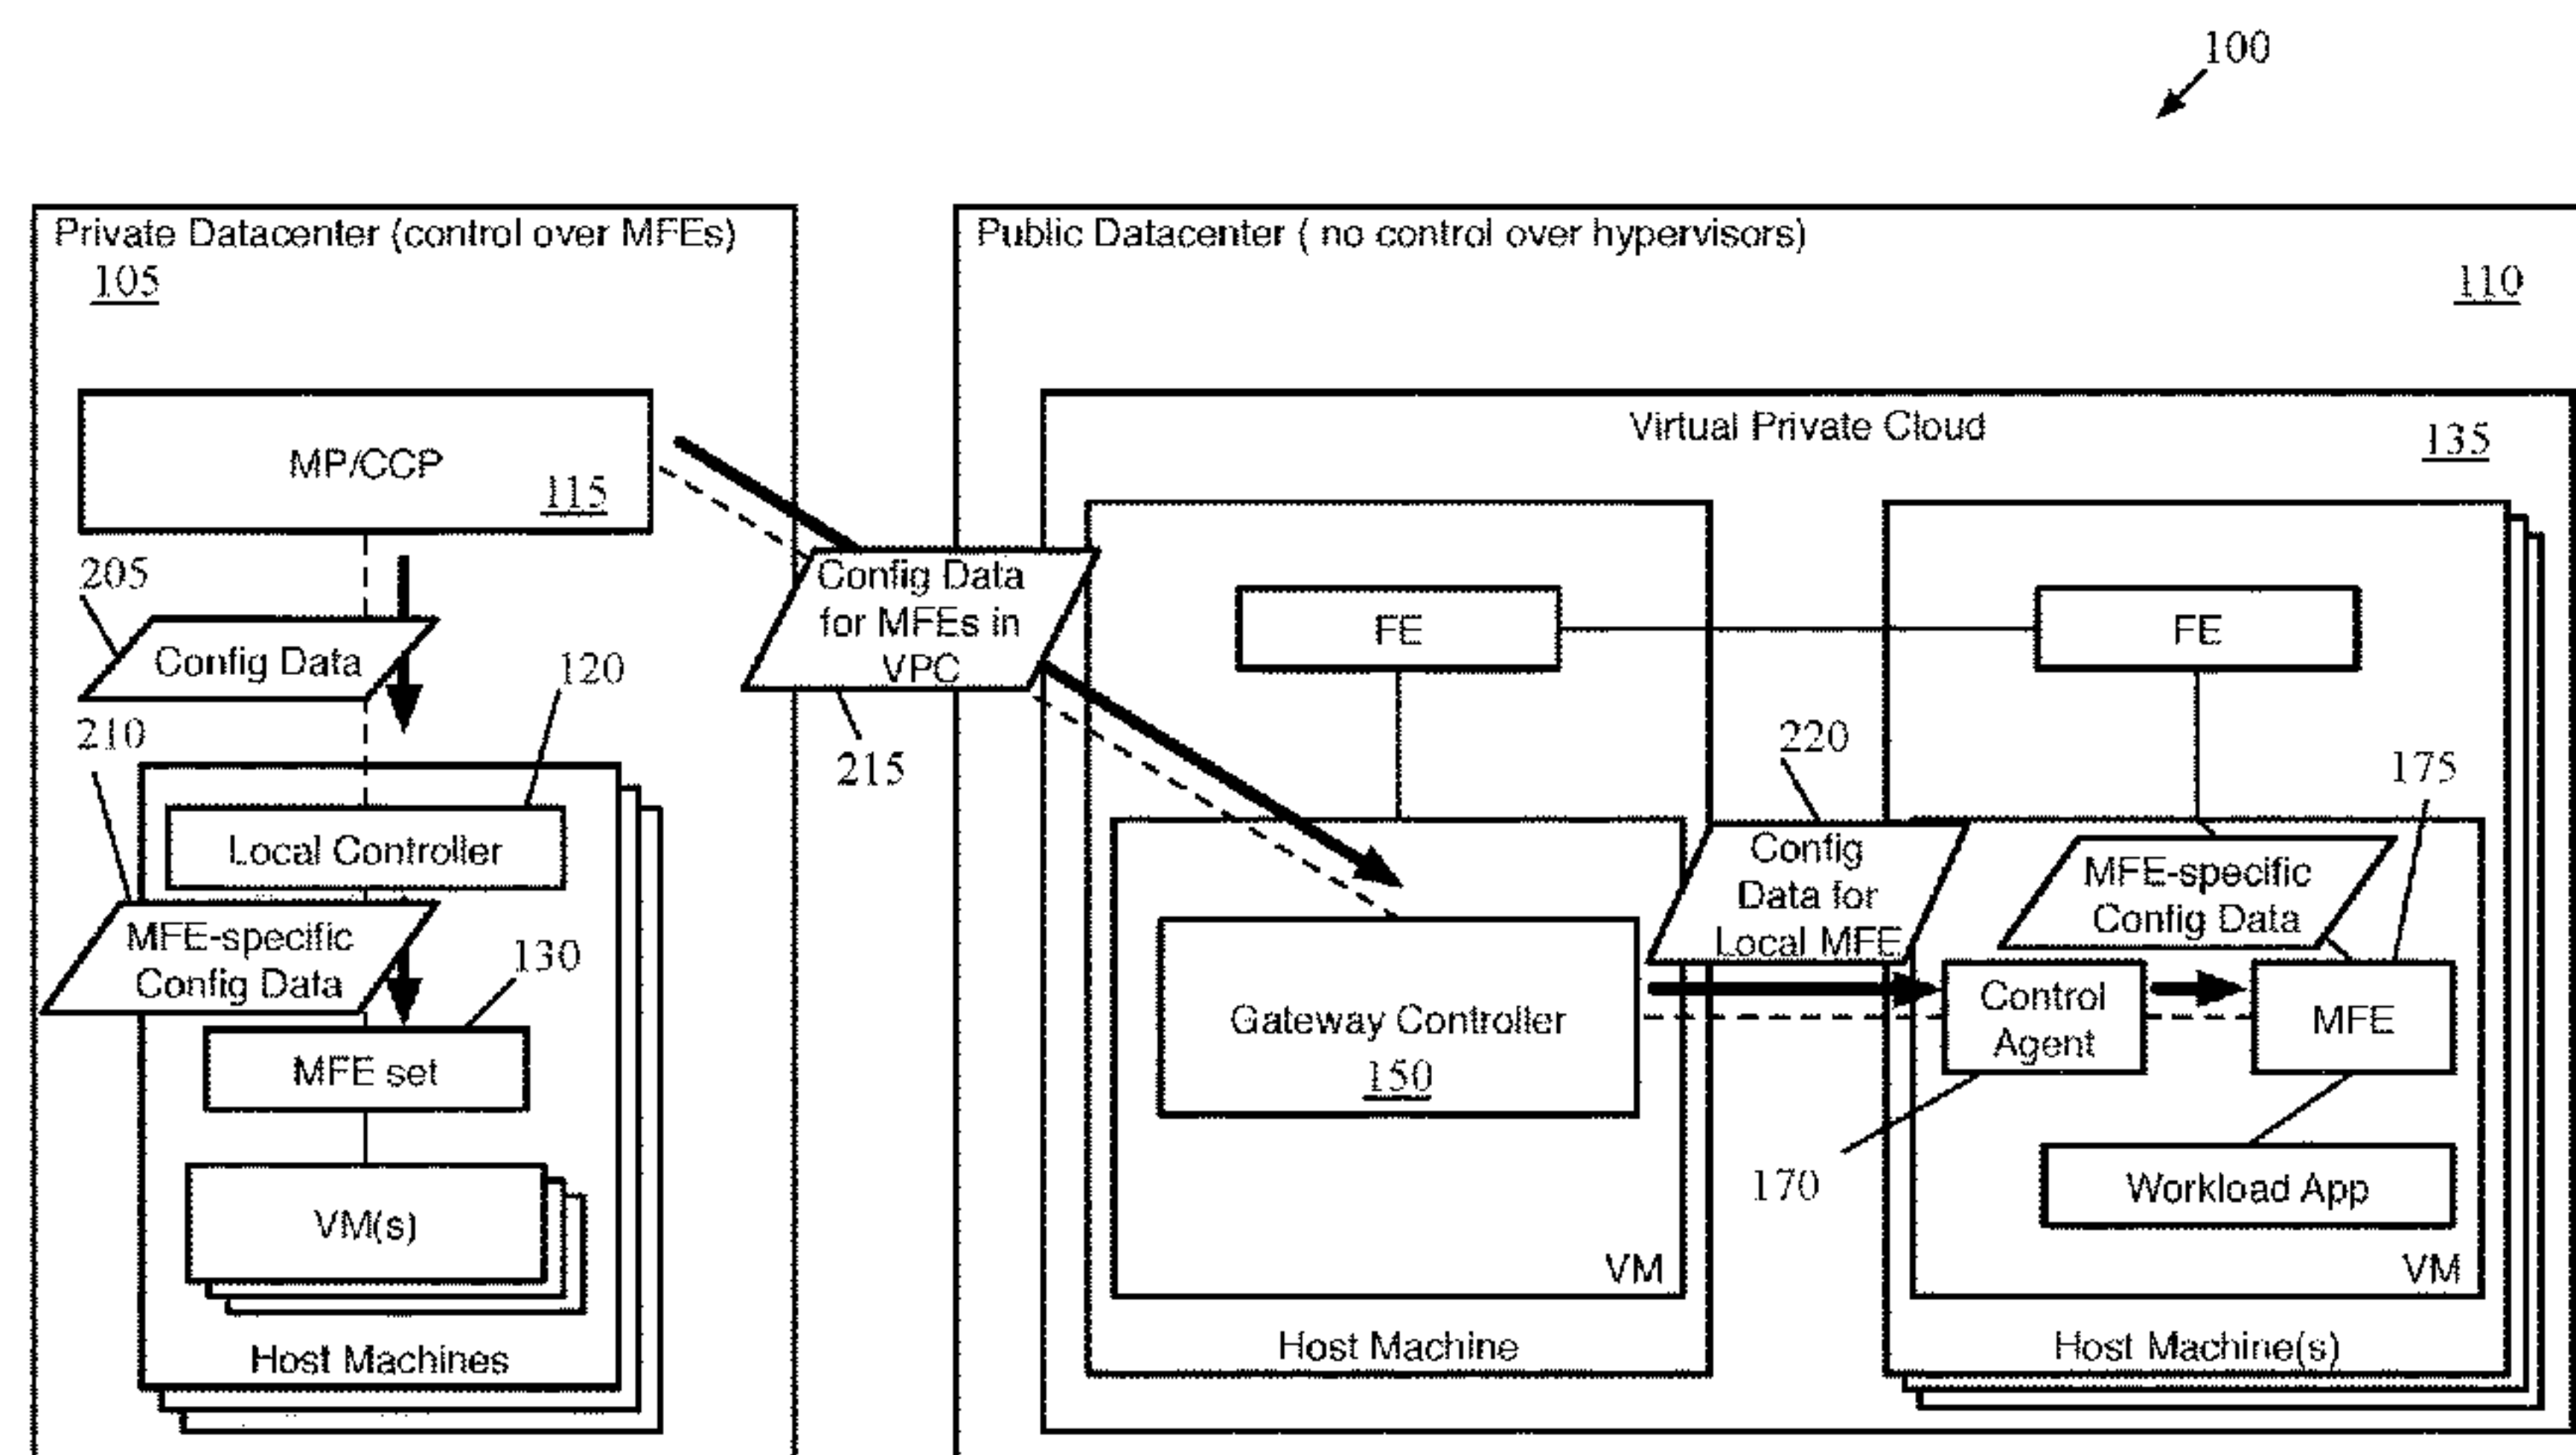 100
Private Datacenter (control over MFEs)
105
Public Datacenter ( no control over hypervisors)
110
MP/CCP
115
Virtual Private Cloud
135
205
Config Data
120
210
Local Controller
MFE-specific
Config Data
130
MFE set
VM(s)
Host Machines
Config Data
for MFEs in
VPC
215
FE
FE
220
175
Config
Data for
Local MFE
MFE-specific
Config Data
Gateway Controller
150
Control
Agent
MFE
170
Workload App
VM
VM
Host Machine
Host Machine(s)